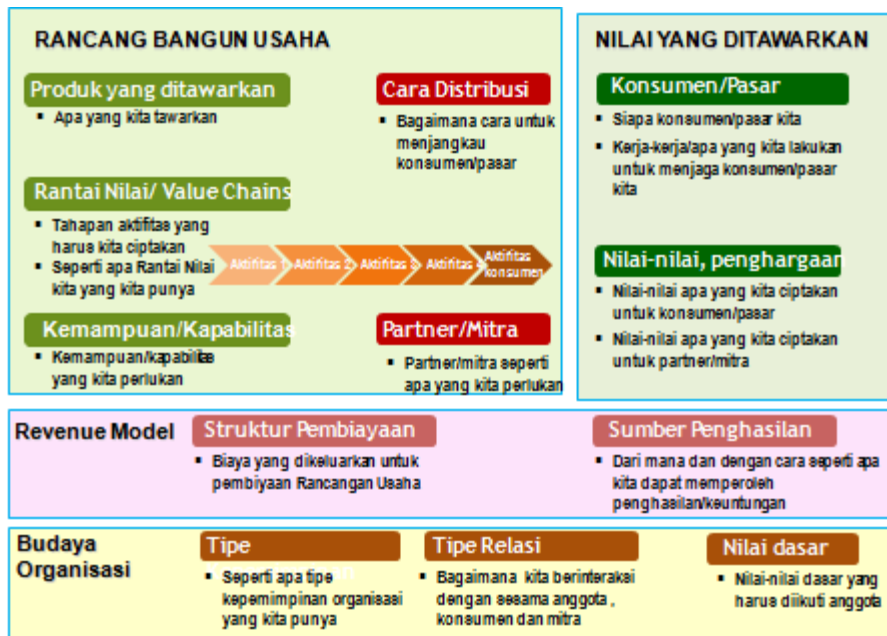 RANCANG BANGUN USAHA
Produk yang ditawarkan
▪ Apa yang kita tawarkan
Cara Distribusi
▪ Bagaimana cara untuk
menjangkau
konsumen/pasar
Rantai Nilai/ Value Chains
▪ Tahapan aktifitas yang
harus kita ciptakan
▪ Seperti apa Rantai Nilai
kita yang kita punya
Aktifitas 1
Aktifitas 2
Aktifitas 3
Aktifitas
Aktifitas
konsumen
Kemampuan/Kapabilitas
▪ Kemampuan/kapabilitas
yang kita perlukan
Partner/Mitra
▪ Partner/mitra seperti
apa yang kita perlukan
NILAI YANG DITAWARKAN
Konsumen/Pasar
▪ Siapa konsumen/pasar kita
▪ Kerja-kerja/apa yang kita lakukan
untuk menjaga konsumen/pasar
kita
Nilai-nilai, penghargaan
▪ Nilai-nilai apa yang kita ciptakan
untuk konsumen/pasar
▪ Nilai-nilai apa yang kita ciptakan
untuk partner/mitra
Revenue Model
Struktur Pembiayaan
▪ Biaya yang dikeluarkan untuk
pembiyaan Rancangan Usaha
Sumber Penghasilan
▪ Dari mana dan dengan cara seperti apa
kita dapat memperoleh
penghasilan/keuntungan
Budaya
Organisasi
Tipe
▪ Seperti apa tipe
kepemimpinan organisasi
yang kita punya
Tipe Relasi
▪ Bagaimana kita berinteraksi
dengan sesama anggota ,
konsumen dan mitra
Nilai dasar
▪ Nilai-nilai dasar yang
harus diikuti anggota